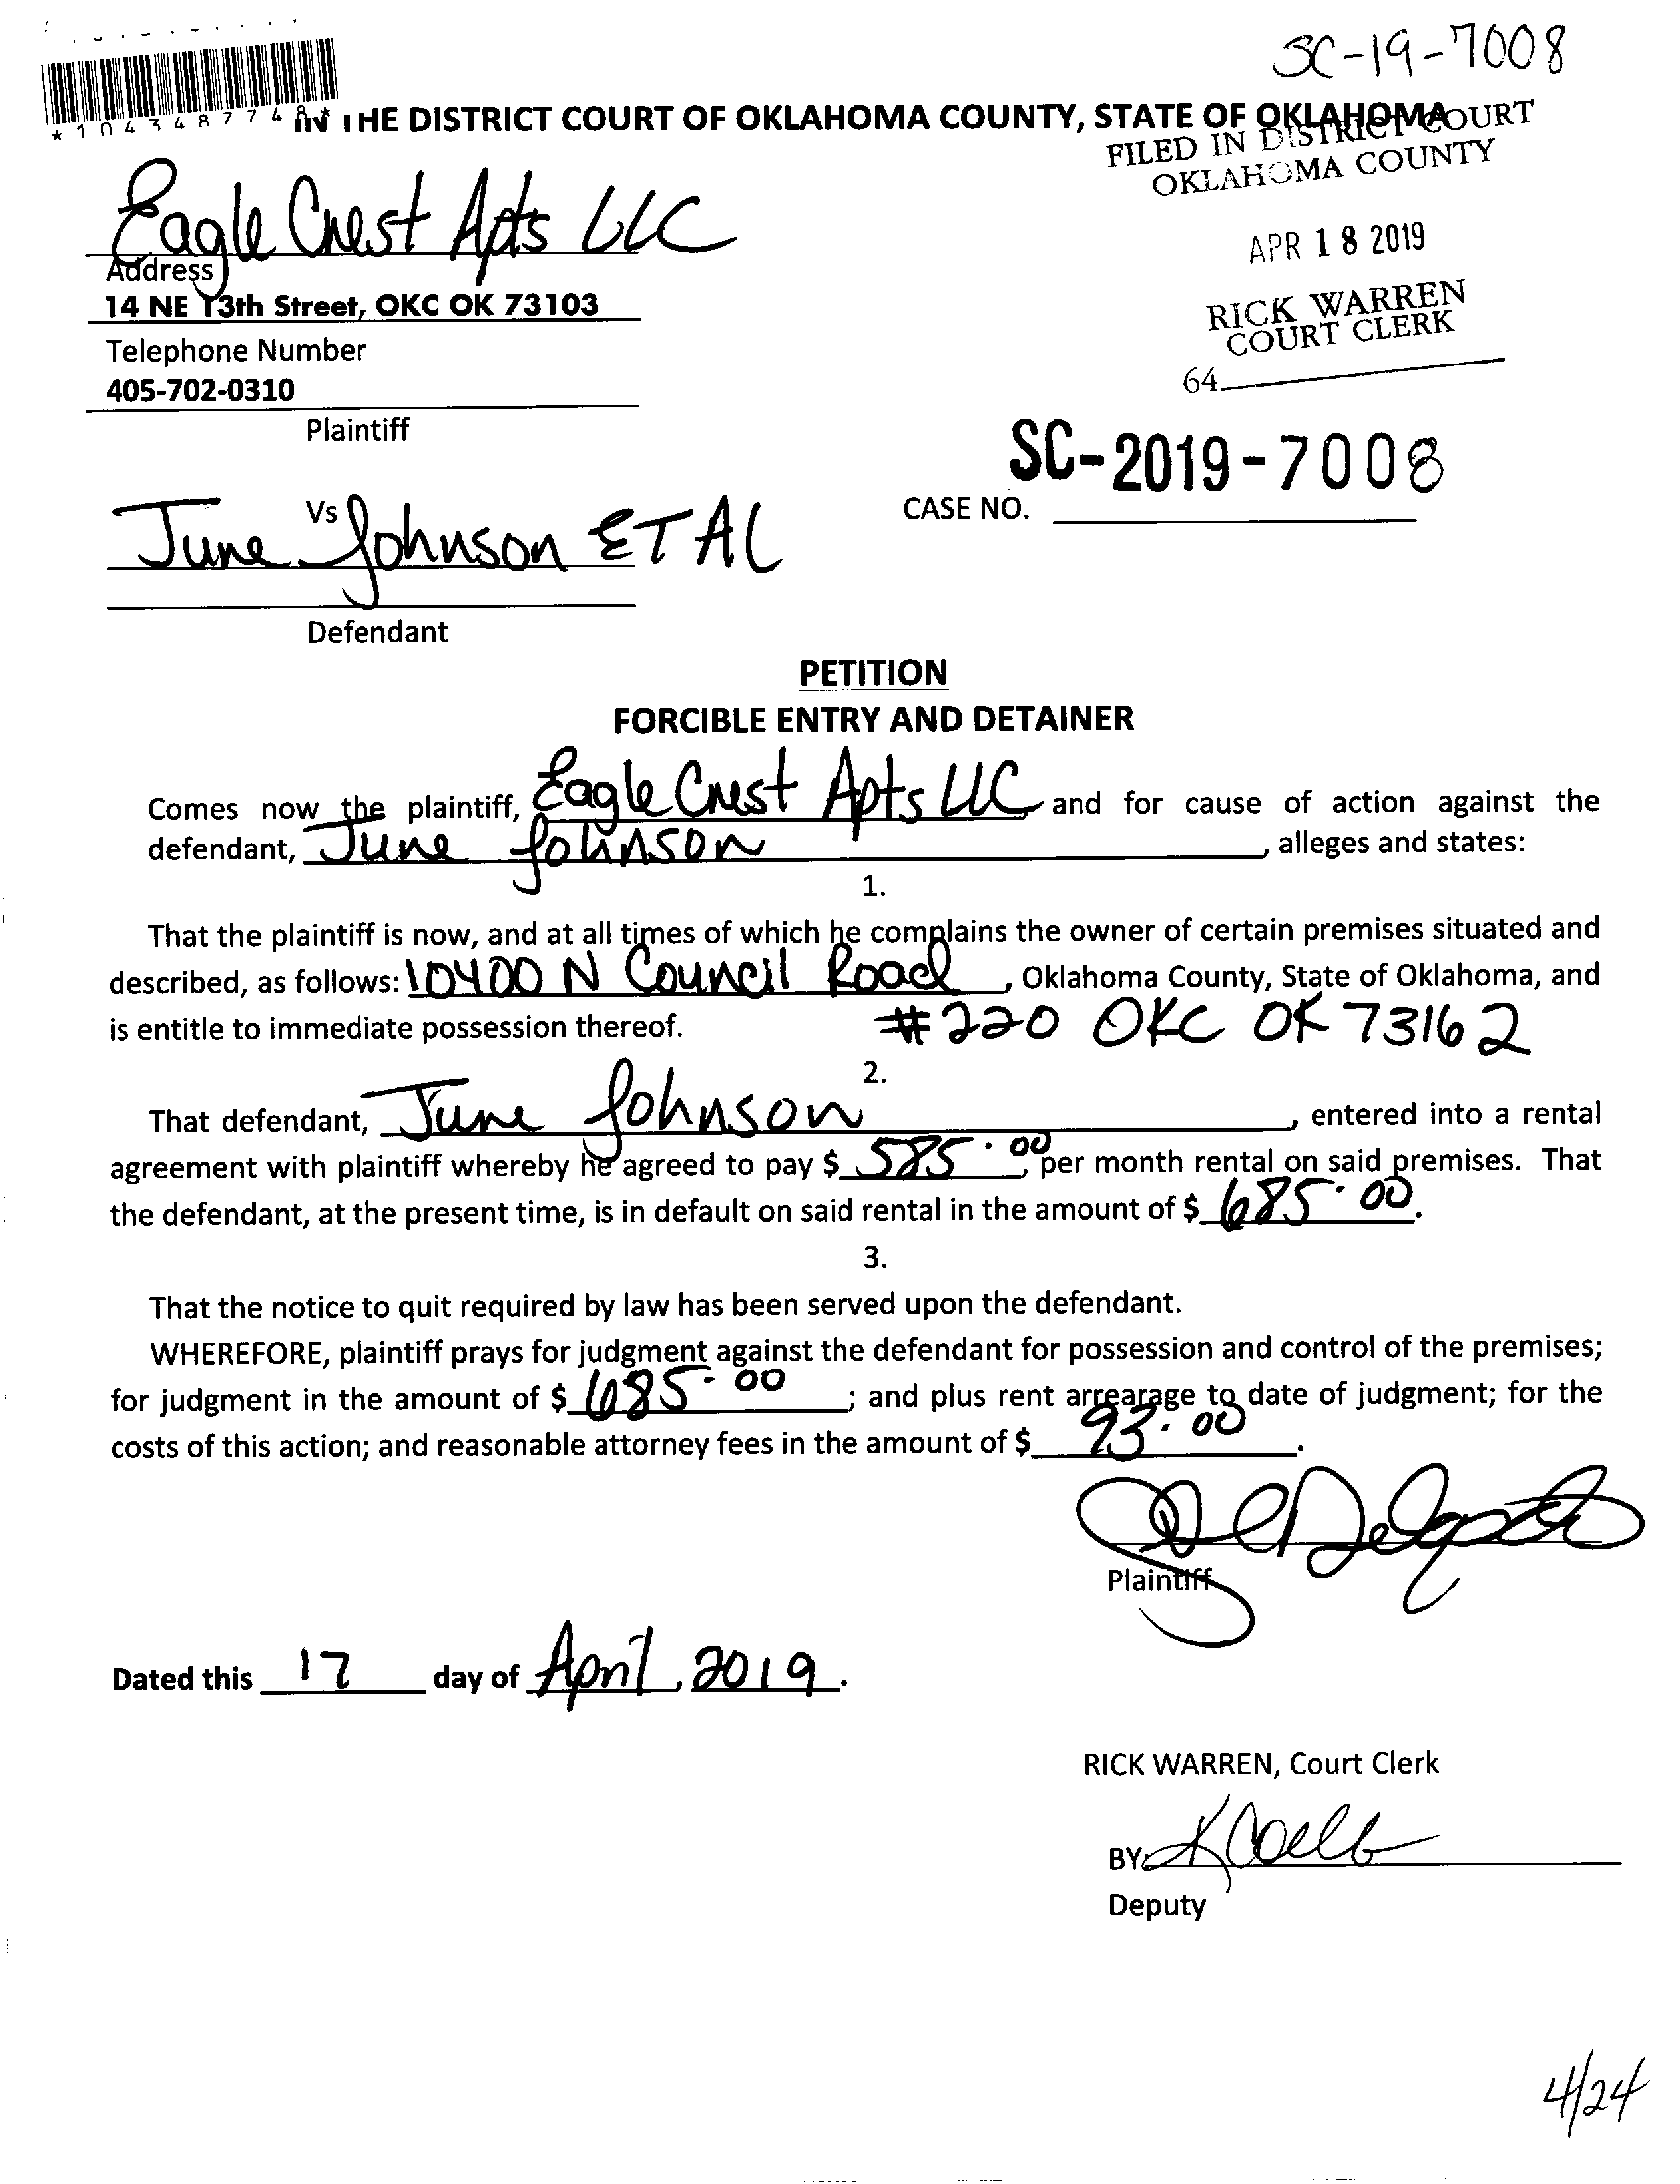 SC-19-7008
*1043487741*
IN THE DISTRICT COURT OF OKLAHOMA COUNTY, STATE OF OKLAHOMA
FILED IN DISTRICT COURT
OKLAHOMA COUNTY
Eagle Crest Apts LLC
APR 18 2019
Address
14 NE 13th Street, OKC OK 73103
RICK WARREN
COURT CLERK
Telephone Number
64
405-702-0310
Plaintiff
SC-2019-7008
CASE NO.
Vs
June Johnson ET AL
Defendant
PETITION
FORCIBLE ENTRY AND DETAINER
Comes now the plaintiff, Eagle Crest Apts LLC and for cause of action against the
defendant, June Johnson, alleges and states:
1.
That the plaintiff is now, and at all times of which he complains the owner of certain premises situated and
described, as follows: 10400 N Council Road, Oklahoma County, State of Oklahoma, and
is entitle to immediate possession thereof. #220 OKC OK 73162
2.
That defendant, June Johnson, entered into a rental
agreement with plaintiff whereby he agreed to pay $ 585.00, per month rental on said premises. That
the defendant, at the present time, is in default on said rental in the amount of $ 685.00.
3.
That the notice to quit required by law has been served upon the defendant.
WHEREFORE, plaintiff prays for judgment against the defendant for possession and control of the premises;
for judgment in the amount of $ 685.00; and plus rent arrearage to date of judgment; for the
costs of this action; and reasonable attorney fees in the amount of $ 93.00.
Plaintiff
Dated this 17 day of April, 2019.
RICK WARREN, Court Clerk
BY:
Deputy
4/24